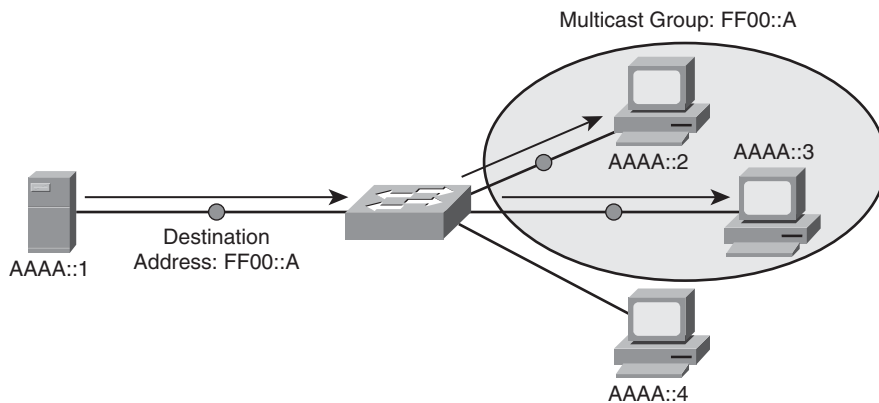 Multicast Group: FF00::A
AAAA::2
AAAA::3
Destination
Address: FF00::A
AAAA::1
AAAA::4